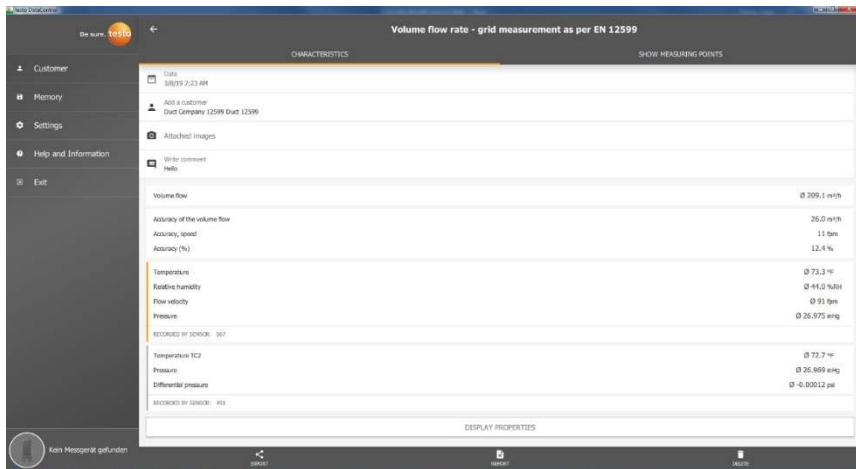 testo DataControl
Be sure. testo
Volume flow rate - grid measurement as per EN 12599
CHARACTERISTICS
SHOW MEASURING POINTS
Customer
Memory
Settings
Help and Information
Exit
Date
3/8/19 7:23 AM
Add a customer
Duct Company 12599 Duct 12599
Attached images
Write comment
Hello
Volume flow Ø 209.1 m³/h
Accuracy of the volume flow 26.0 m³/h
Accuracy, speed 11 fpm
Accuracy (%) 12.4 %
Temperature Ø 73.3 °F
Relative humidity Ø 44.0 %RH
Flow velocity Ø 91 fpm
Pressure Ø 26.975 inHg
RECORDED BY SENSOR: 507
Temperature TC2 Ø 72.7 °F
Pressure Ø 26.969 inHg
Differential pressure Ø -0.00012 psi
RECORDED BY SENSOR: 491
DISPLAY PROPERTIES
Kein Messgerät gefunden
EXPORT
REPORT
DELETE